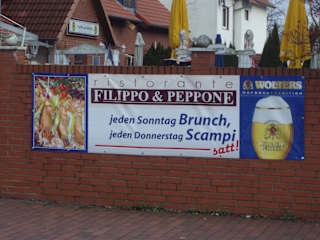 ristorante
FILIPPO & PEPPONE
jeden Sonntag Brunch,
jeden Donnerstag Scampi
satt!
WOLTERS